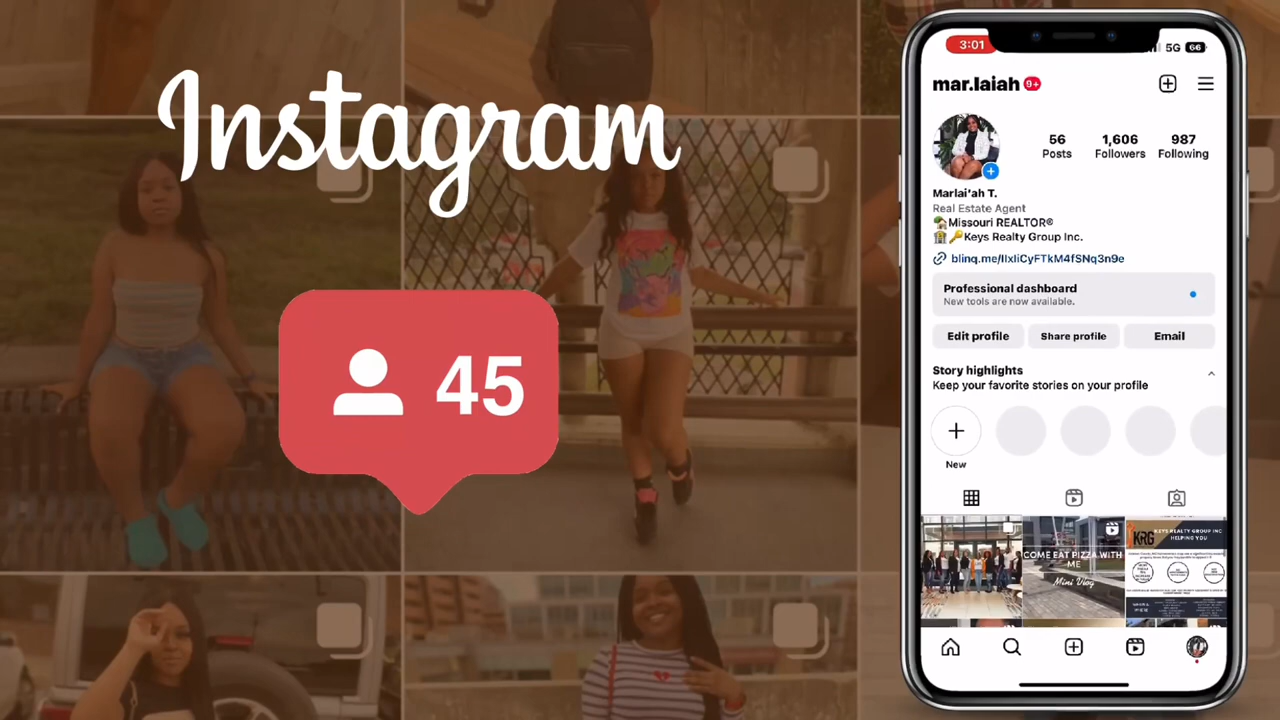 Instagram
45
3:01
5G 66
mar.laiah 9+
56 1,606 987
Posts Followers Following
Marlai'ah T.
Real Estate Agent
Missouri REALTOR®
Keys Realty Group Inc.
Professional dashboard
New tools are now available.
Edit profile Share profile Email
Story highlights
Keep your favorite stories on your profile
New
COME EAT PIZZA WITH
ME
Mini Vlog
KRG
KEYS REALTY GROUP INC
HELPING YOU